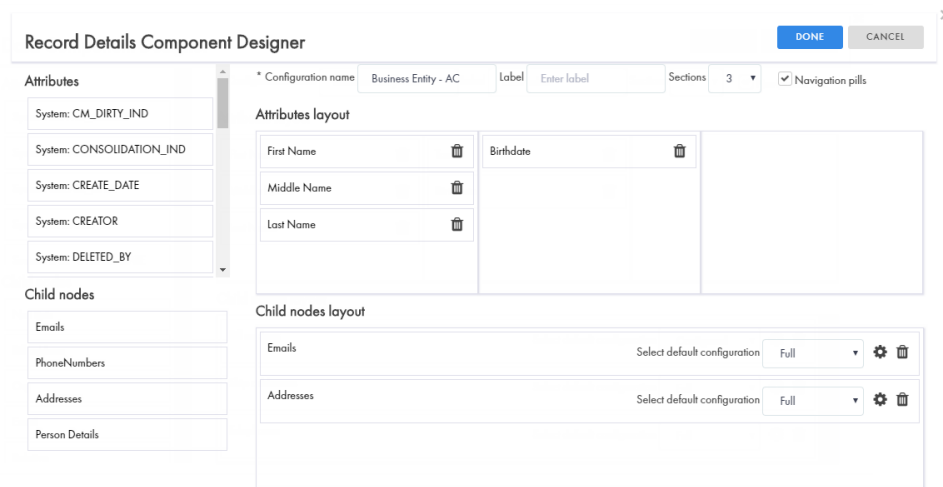 Record Details Component Designer
DONE
CANCEL
Attributes
System: CM_DIRTY_IND
System: CONSOLIDATION_IND
System: CREATE_DATE
System: CREATOR
System: DELETED_BY
Child nodes
Emails
PhoneNumbers
Addresses
Person Details
* Configuration name Business Entity - AC Label Enter label Sections 3 Navigation pills
Attributes layout
First Name
Middle Name
Last Name
Birthdate
Child nodes layout
Emails Select default configuration Full
Addresses Select default configuration Full